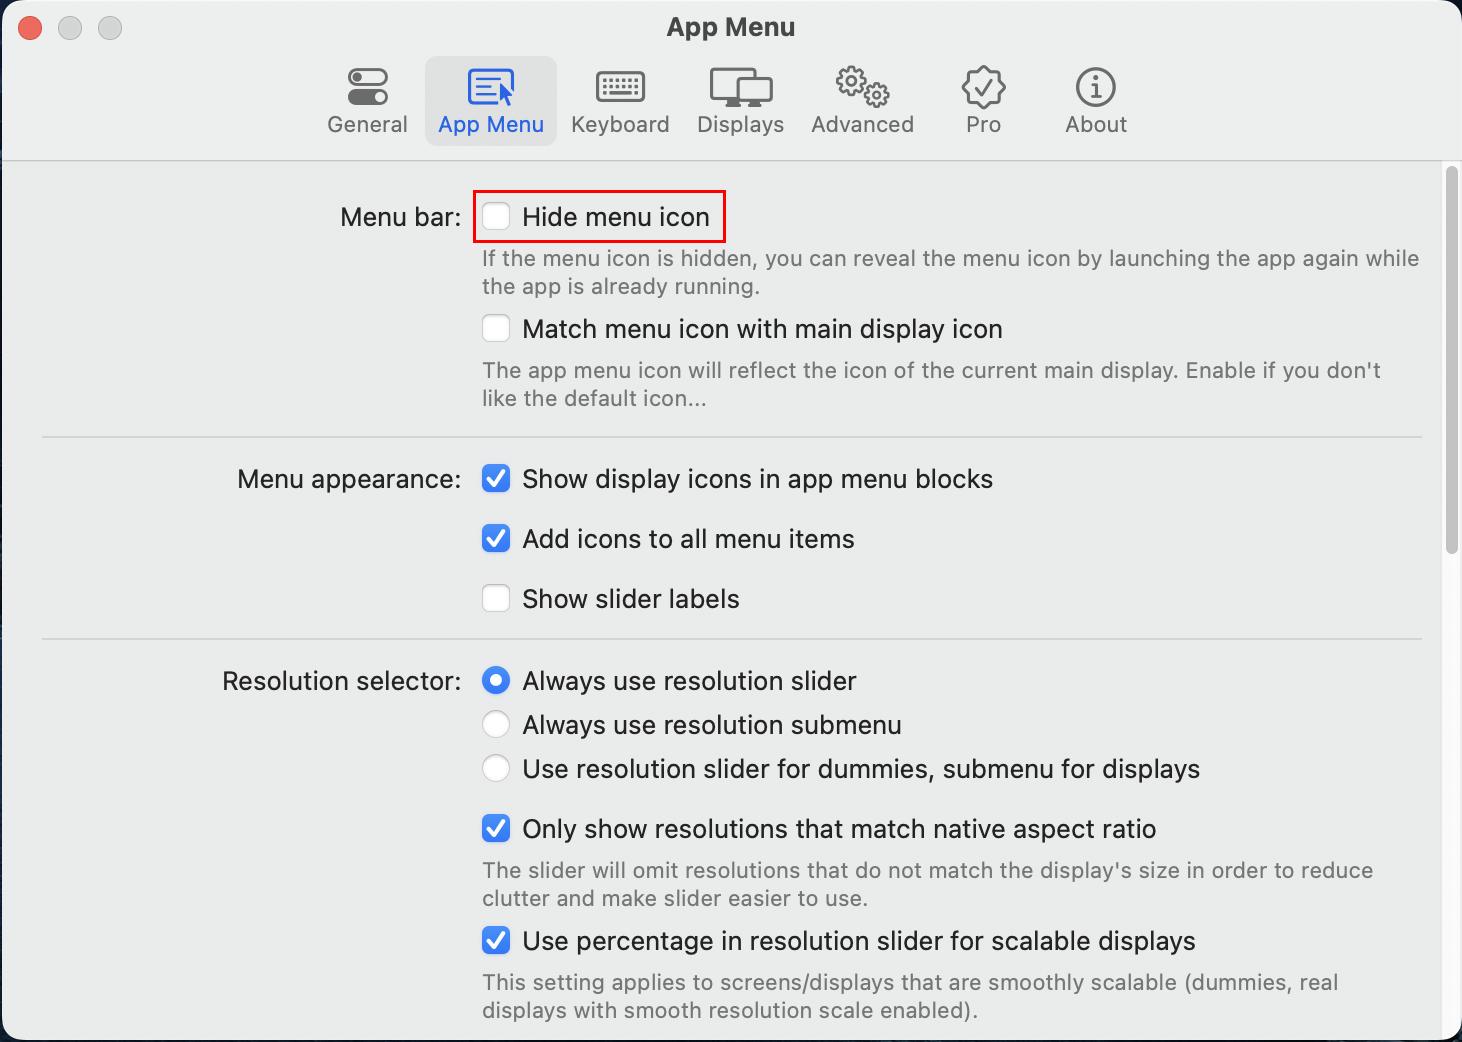 App Menu
General
App Menu
Keyboard
Displays
Advanced
Pro
About
Menu bar:
Hide menu icon
If the menu icon is hidden, you can reveal the menu icon by launching the app again while
the app is already running.
Match menu icon with main display icon
The app menu icon will reflect the icon of the current main display. Enable if you don't
like the default icon...
Menu appearance:
Show display icons in app menu blocks
Add icons to all menu items
Show slider labels
Resolution selector:
Always use resolution slider
Always use resolution submenu
Use resolution slider for dummies, submenu for displays
Only show resolutions that match native aspect ratio
The slider will omit resolutions that do not match the display's size in order to reduce
clutter and make slider easier to use.
Use percentage in resolution slider for scalable displays
This setting applies to screens/displays that are smoothly scalable (dummies, real
displays with smooth resolution scale enabled).